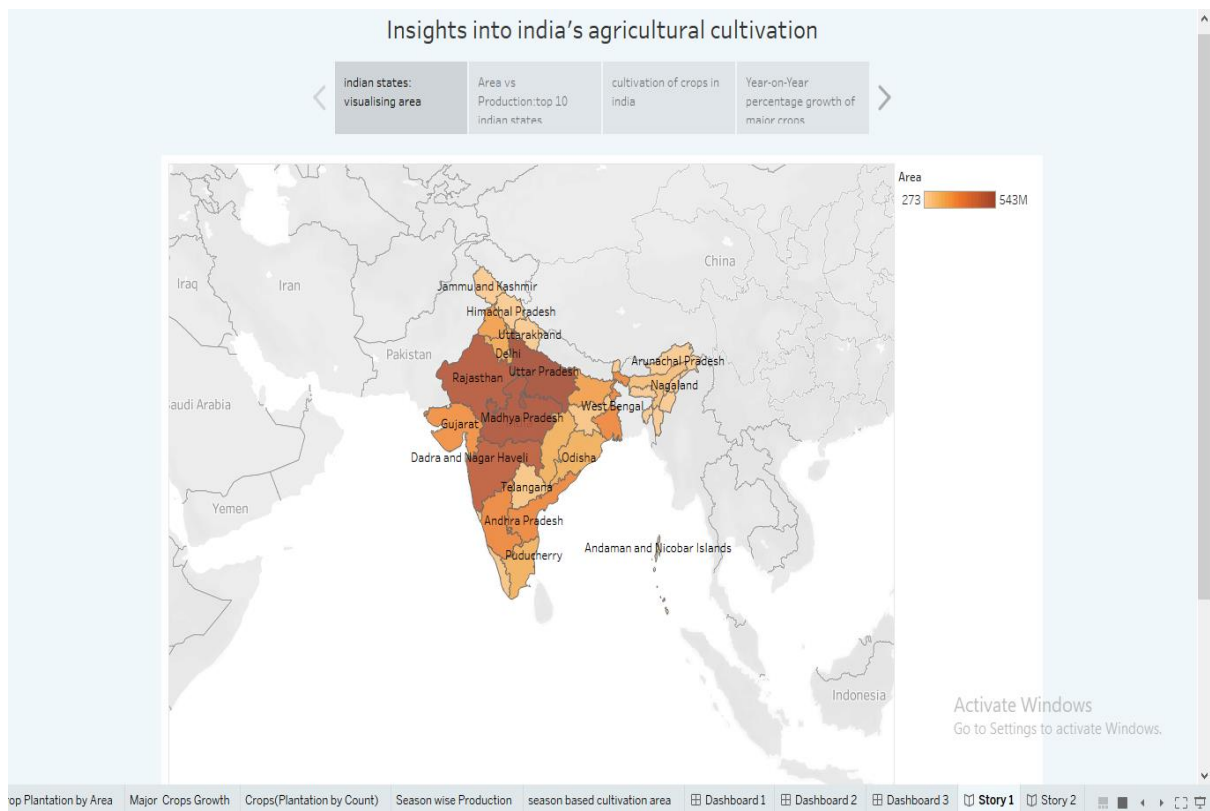 Insights into india's agricultural cultivation
indian states:
visualising area
Area vs
Production:top 10
indian states
cultivation of crops in
india
Year-on-Year
percentage growth of
major crops
Area
273
543M
China
Iraq
Iran
Jammu and Kashmir
Himachal Pradesh
Uttarakhand
Pakistan
Delhi
Arunachal Pradesh
Rajasthan
Uttar Pradesh
Nagaland
audi Arabia
West Bengal
Gujarat
Madhya Pradesh
Dadra and Nagar Haveli
Odisha
Telangana
Yemen
Andhra Pradesh
Puducherry
Andaman and Nicobar Islands
Indonesia
Activate Windows
Go to Settings to activate Windows.
op Plantation by Area Major Crops Growth Crops(Plantation by Count) Season wise Production season based cultivation area Dashboard 1 Dashboard 2 Dashboard 3 Story 1 Story 2